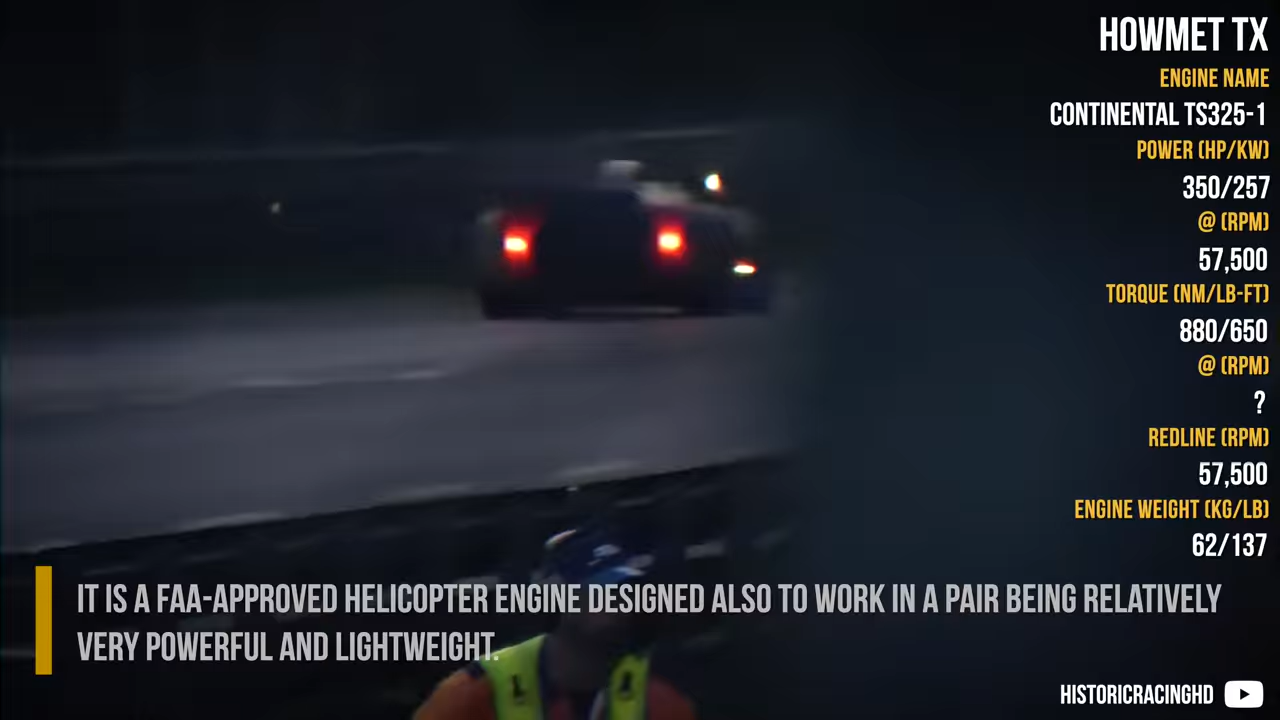 HOWMET TX
ENGINE NAME
CONTINENTAL TS325-1
POWER (HP/KW)
350/257
@ (RPM)
57,500
TORQUE (NM/LB-FT)
880/650
@ (RPM)
?
REDLINE (RPM)
57,500
ENGINE WEIGHT (KG/LB)
62/137
IT IS A FAA-APPROVED HELICOPTER ENGINE DESIGNED ALSO TO WORK IN A PAIR BEING RELATIVELY
VERY POWERFUL AND LIGHTWEIGHT.
HISTORICRACINGHD